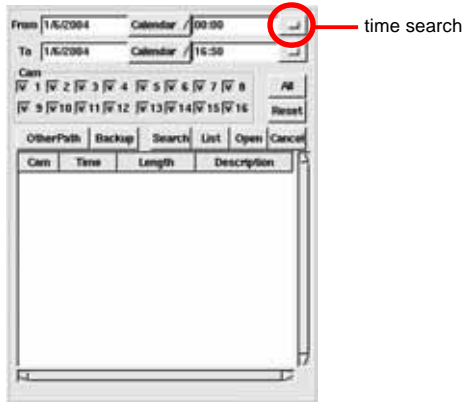 From 1/6/2004 Calendar / 00:00 time search
To 1/6/2004 Calendar / 16:50
Cam
1 2 3 4 5 6 7 8 All
9 10 11 12 13 14 15 16 Reset
OtherPath Backup Search List Open Cancel
Cam Time Length Description